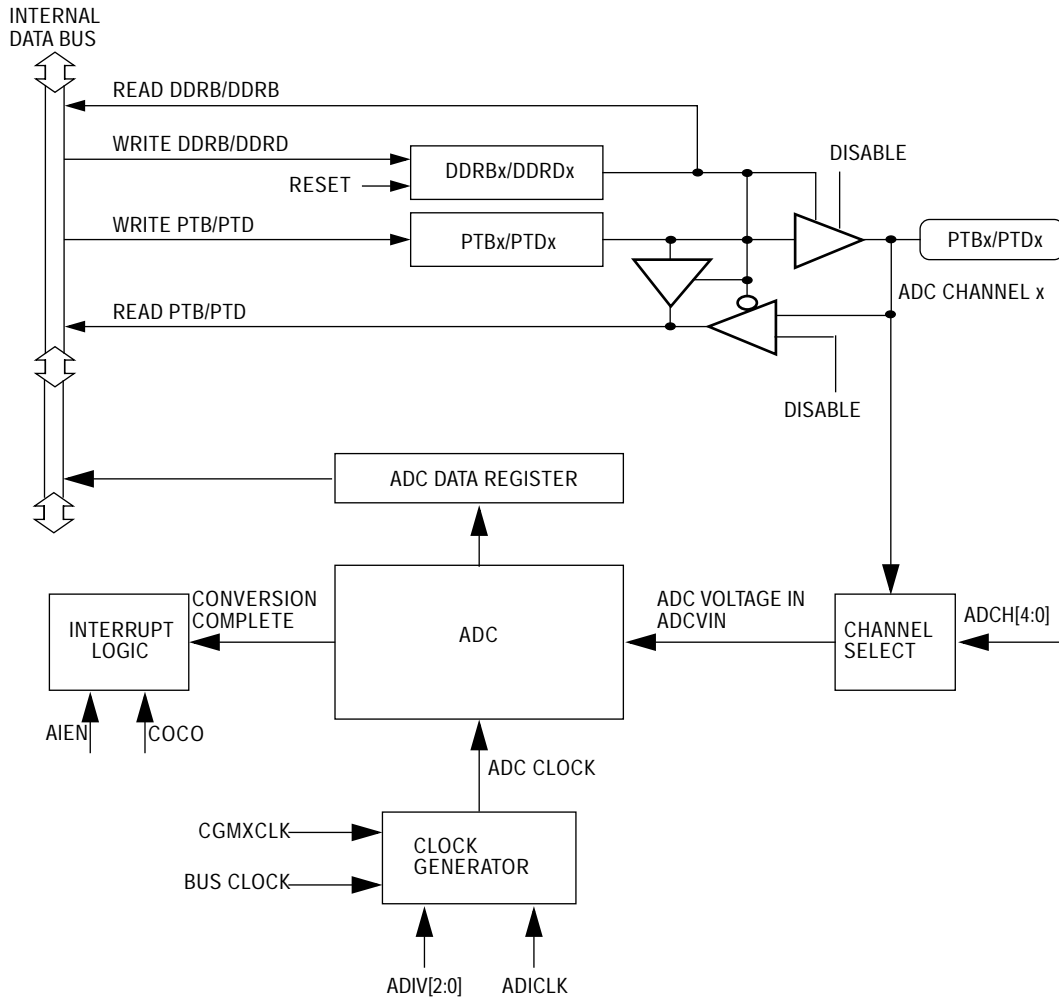 INTERNAL
DATA BUS
READ DDRB/DDRB
WRITE DDRB/DDRD
DISABLE
DDRBx/DDRDx
RESET
WRITE PTB/PTD
PTBx/PTDx
PTBx/PTDx
ADC CHANNEL x
READ PTB/PTD
DISABLE
ADC DATA REGISTER
INTERRUPT
LOGIC
CONVERSION
COMPLETE
ADC
ADC VOLTAGE IN
ADCVIN
CHANNEL
SELECT
ADCH[4:0]
AIEN
COCO
ADC CLOCK
CGMXCLK
CLOCK
GENERATOR
BUS CLOCK
ADIV[2:0]
ADICLK